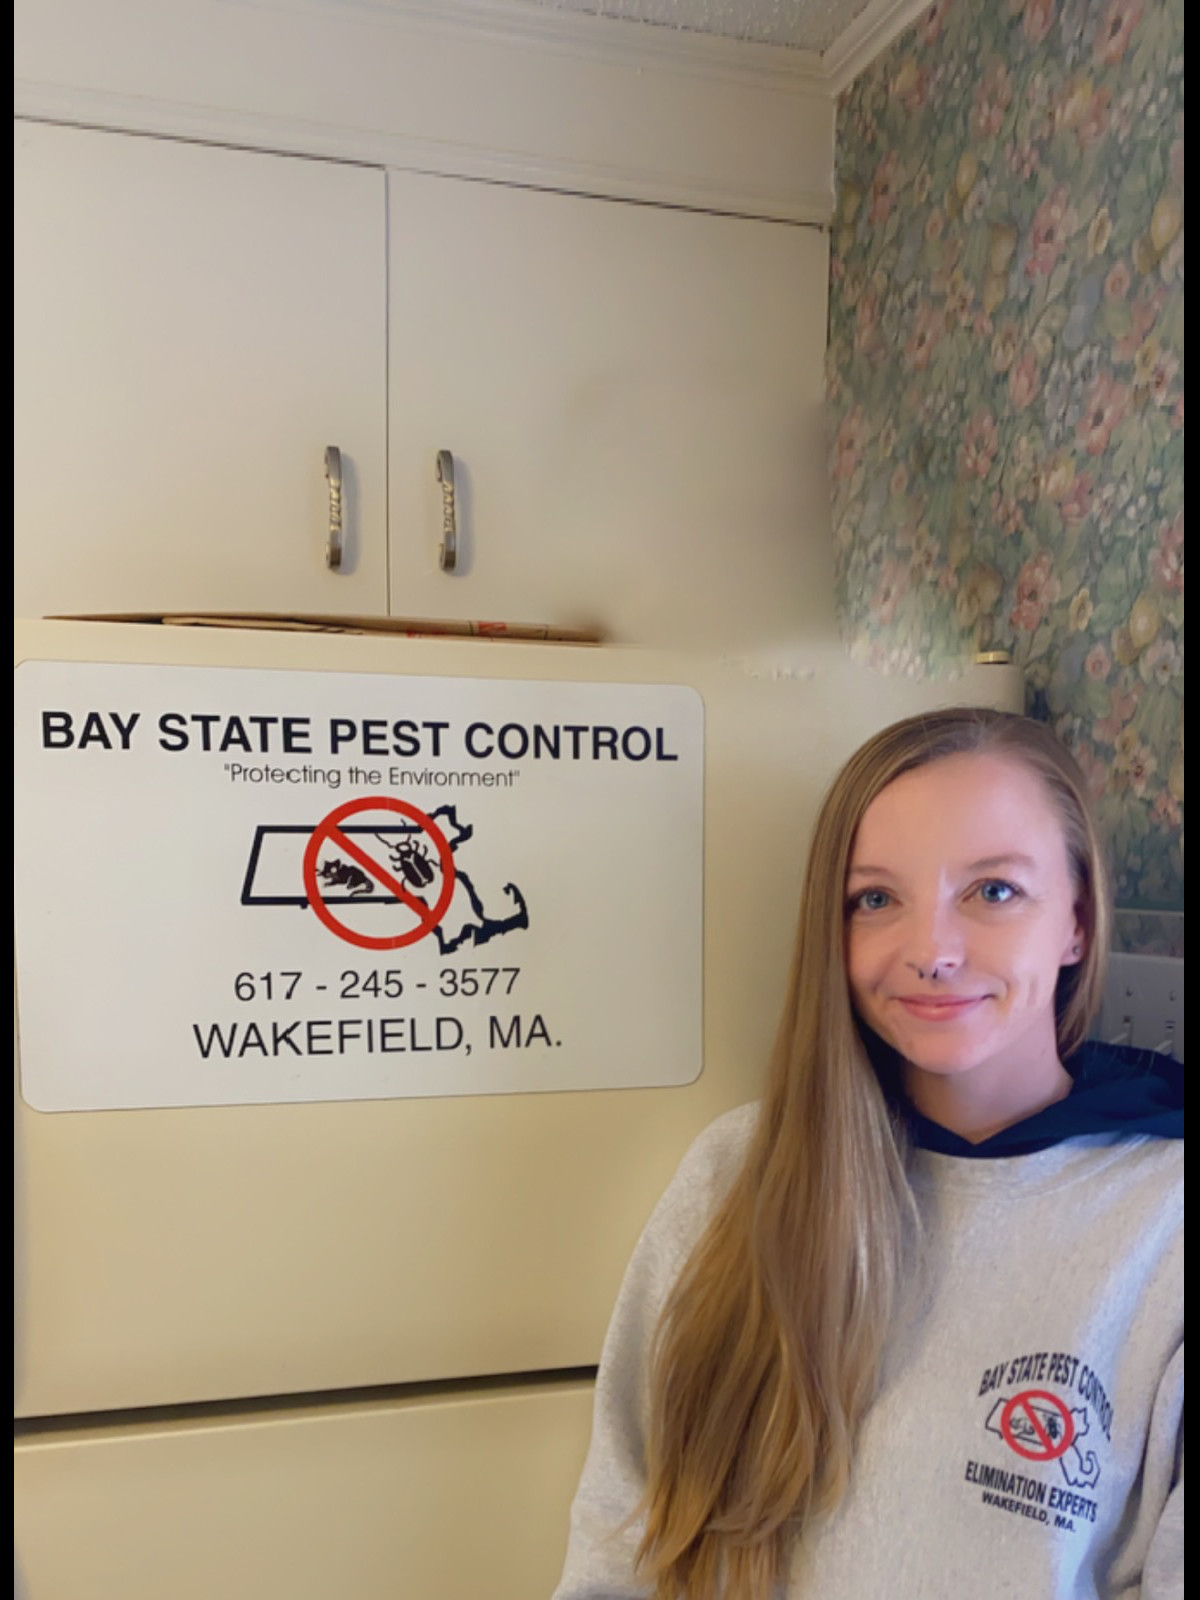 BAY STATE PEST CONTROL
"Protecting the Environment"
617 - 245 - 3577
WAKEFIELD, MA.
BAY STATE PEST CONTROL
ELIMINATION EXPERTS
WAKEFIELD, MA.